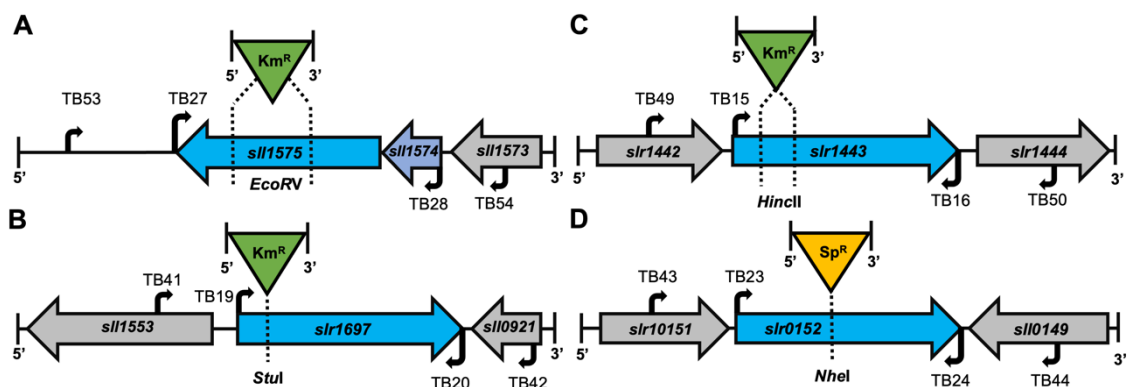 A
Km^R
5’ 3’
TB53 TB27
sll1575 sll1574 sll1573
5’ EcoRV TB28 TB54 3’
B
Km^R
5’ 3’
TB41 TB19
sll1553 slr1697 sll0921
5’ StuI TB20 TB42 3’
C
Km^R
5’ 3’
TB49 TB15
slr1442 slr1443 slr1444
5’ HincII TB16 TB50 3’
D
Sp^R
5’ 3’
TB43 TB23
slr10151 slr0152 sll0149
5’ NheI TB24 TB44 3’